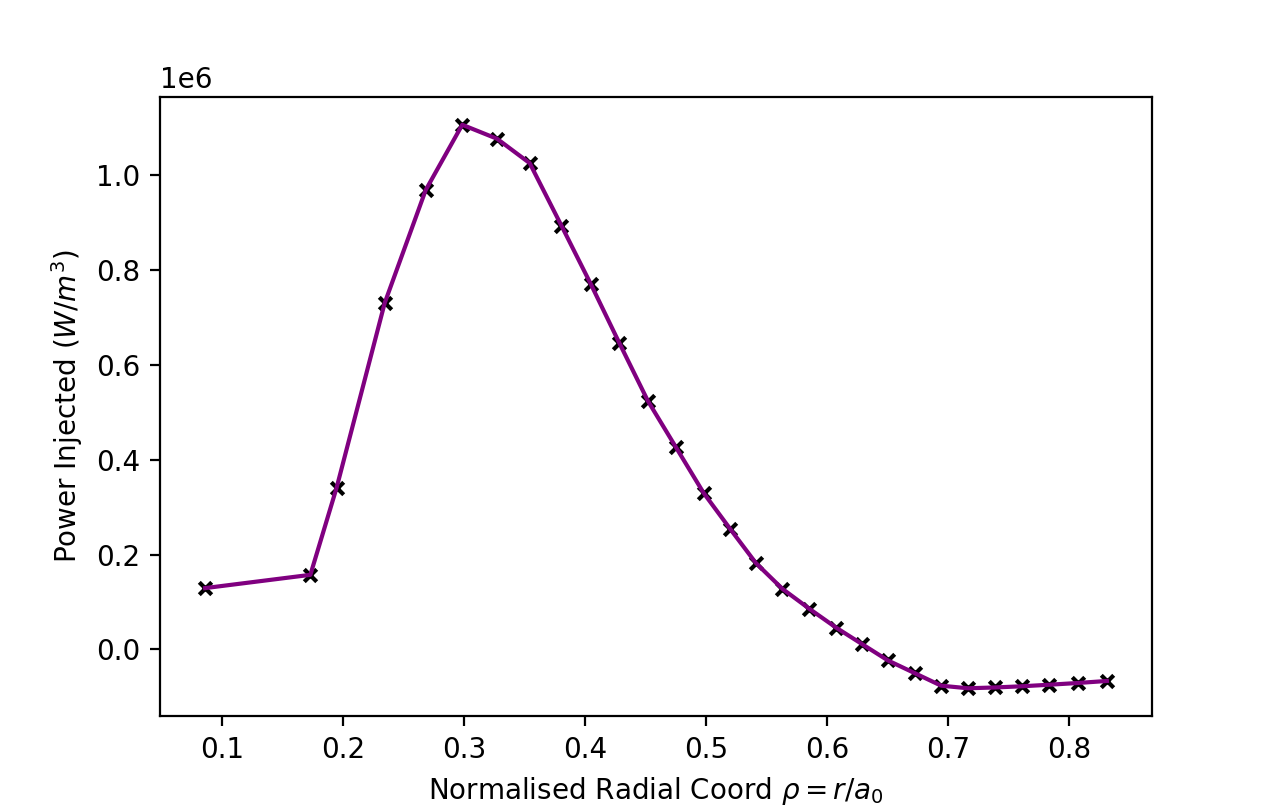 1e6
1.0
0.8
0.6
0.4
0.2
0.0
Power Injected (W/m³)
0.1 0.2 0.3 0.4 0.5 0.6 0.7 0.8
Normalised Radial Coord ρ = r/a₀